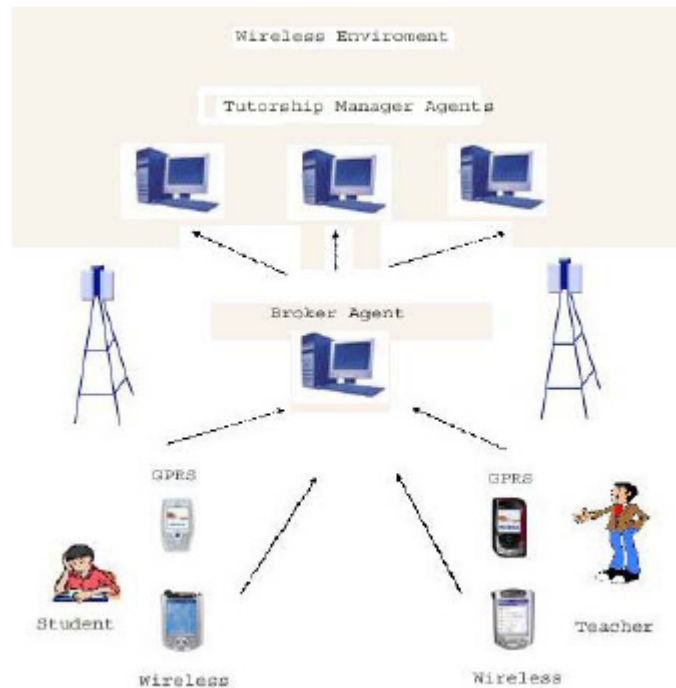 Wireless Enviroment
Tutorship Manager Agents
Broker Agent
GPRS
GPRS
Student
Teacher
Wireless
Wireless